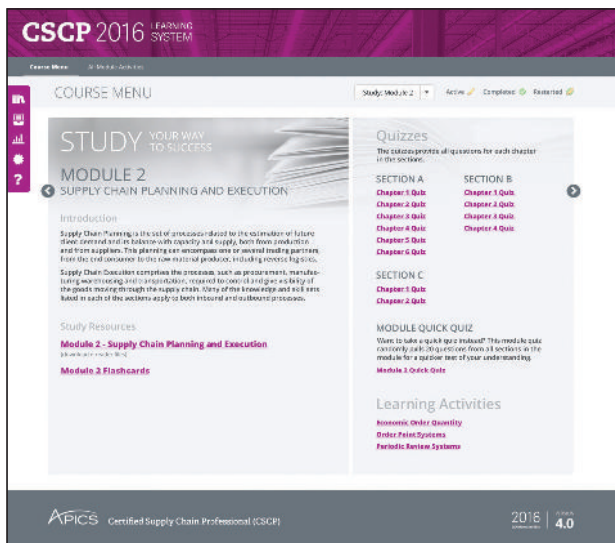 CSCP 2016 LEARNING SYSTEM
Course Menu
All Module Activities
COURSE MENU
Study: Module 2
Active
Completed
Restarted
STUDY YOUR WAY TO SUCCESS
MODULE 2
SUPPLY CHAIN PLANNING AND EXECUTION
Introduction
Supply Chain Planning is the set of processes related to the estimation of future
client demand and its balance with capacity and supply, both from production
and from suppliers. This planning can encompass one or several trading partners,
from the end consumer to the raw-material producer, including reverse logistics.
Supply Chain Execution comprises the processes, such as procurement, manufac-
turing warehousing and transportation, required to control and give visibility of
the goods moving through the supply chain. Many of the knowledge and skill sets
listed in each of the sections apply to both inbound and outbound processes.
Study Resources
Module 2 - Supply Chain Planning and Execution
(download e-reader files)
Module 2 Flashcards
Quizzes
The quizzes provide all questions for each chapter
in the sections.
SECTION A
Chapter 1 Quiz
Chapter 2 Quiz
Chapter 3 Quiz
Chapter 4 Quiz
Chapter 5 Quiz
Chapter 6 Quiz
SECTION B
Chapter 1 Quiz
Chapter 2 Quiz
Chapter 3 Quiz
Chapter 4 Quiz
SECTION C
Chapter 1 Quiz
Chapter 2 Quiz
MODULE QUICK QUIZ
Want to take a quick quiz instead? This module quiz
randomly pulls 20 questions from all sections in the
module for a quicker test of your understanding.
Module 2 Quick Quiz
Learning Activities
Economic Order Quantity
Order Point Systems
Periodic Review Systems
APICS Certified Supply Chain Professional (CSCP)
2016
VERSION
4.0